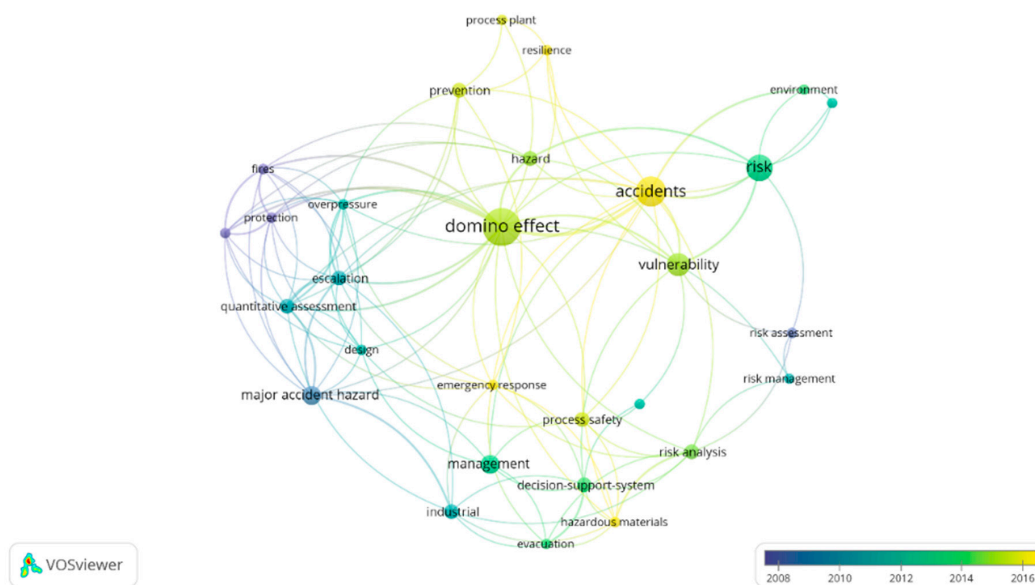 process plant
resilience
prevention
environment
hazard
risk
fires
accidents
overpressure
protection
domino effect
vulnerability
escalation
quantitative assessment
risk assessment
design
risk management
emergency response
major accident hazard
process safety
risk analysis
management
decision-support-system
industrial
hazardous materials
evacuation
VOSviewer
2008 2010 2012 2014 2016